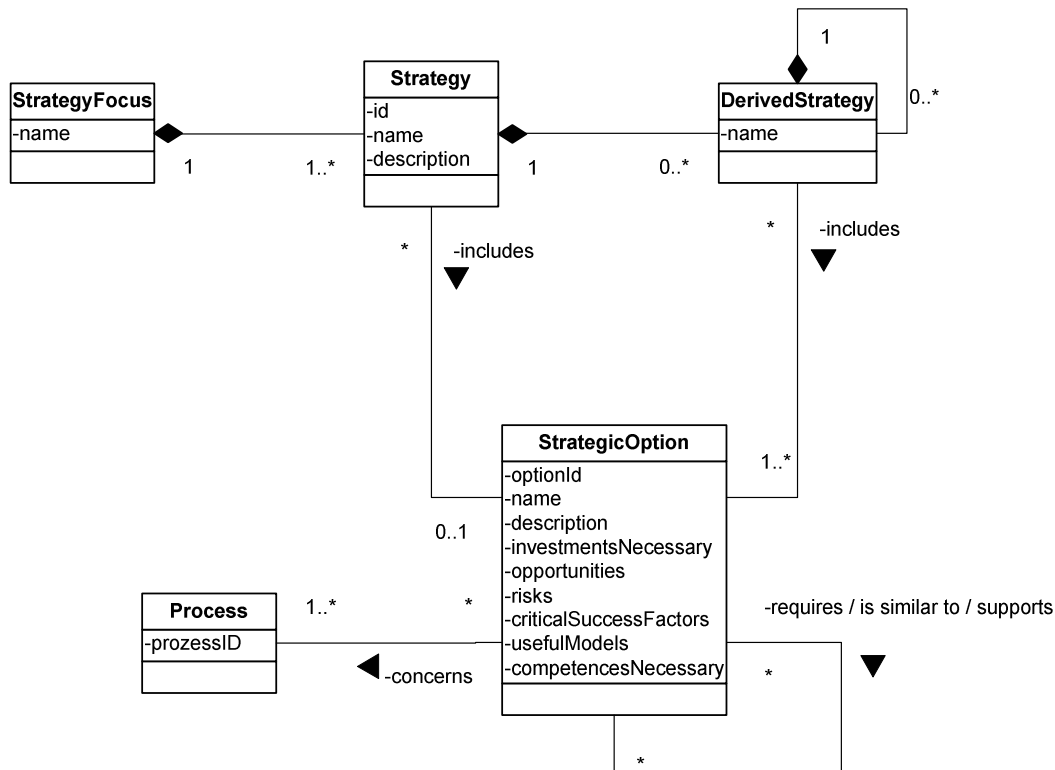 1
StrategyFocus
-name
Strategy
-id
-name
-description
DerivedStrategy
-name
0..*
1
1..*
1
0..*
*
-includes
*
-includes
StrategicOption
-optionId
-name
-description
-investmentsNecessary
-opportunities
-risks
-criticalSuccessFactors
-usefulModels
-competencesNecessary
1..*
0..1
Process
-prozessID
1..*
*
-concerns
-requires / is similar to / supports
*
*